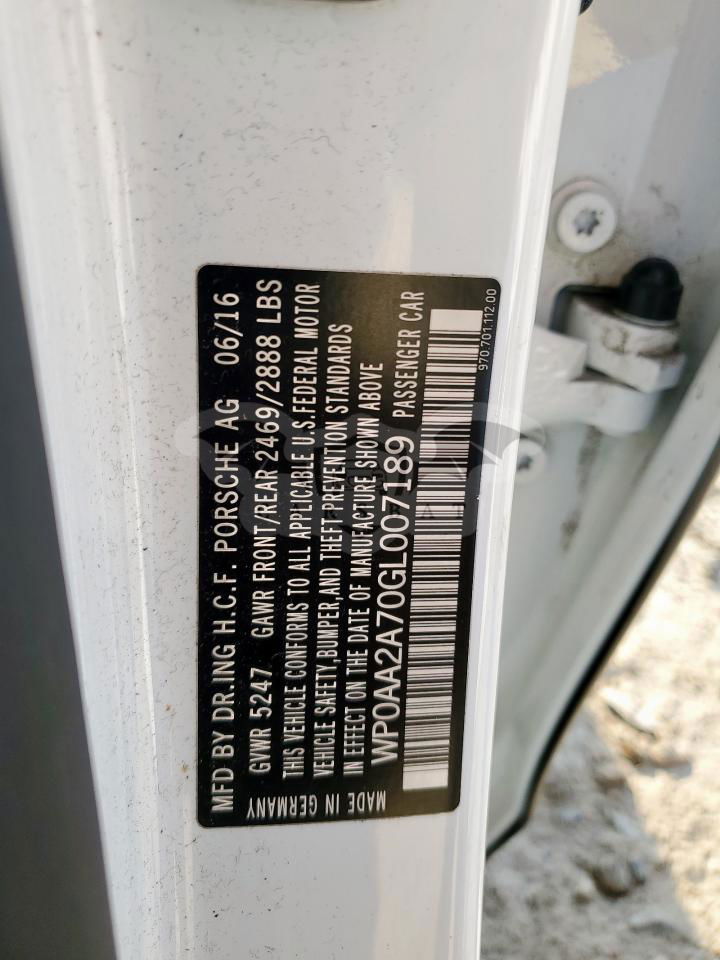 MFD BY DR.ING H.C.F. PORSCHE AG 06/16
GVWR 5247 GAWR FRONT/REAR 2469/2888 LBS
THIS VEHICLE CONFORMS TO ALL APPLICABLE U.S.FEDERAL MOTOR
VEHICLE SAFETY,BUMPER,AND THEFT PREVENTION STANDARDS
IN EFFECT ON THE DATE OF MANUFACTURE SHOWN ABOVE
WP0AA2A70GL007189 PASSENGER CAR
MADE IN GERMANY
970.701.112.00